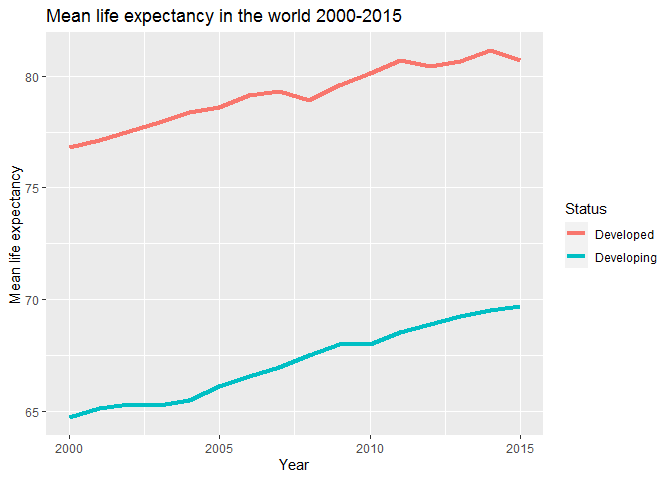 Mean life expectancy in the world 2000-2015
80
75
70
65
Mean life expectancy
2000
2005
2010
2015
Year
Status
Developed
Developing